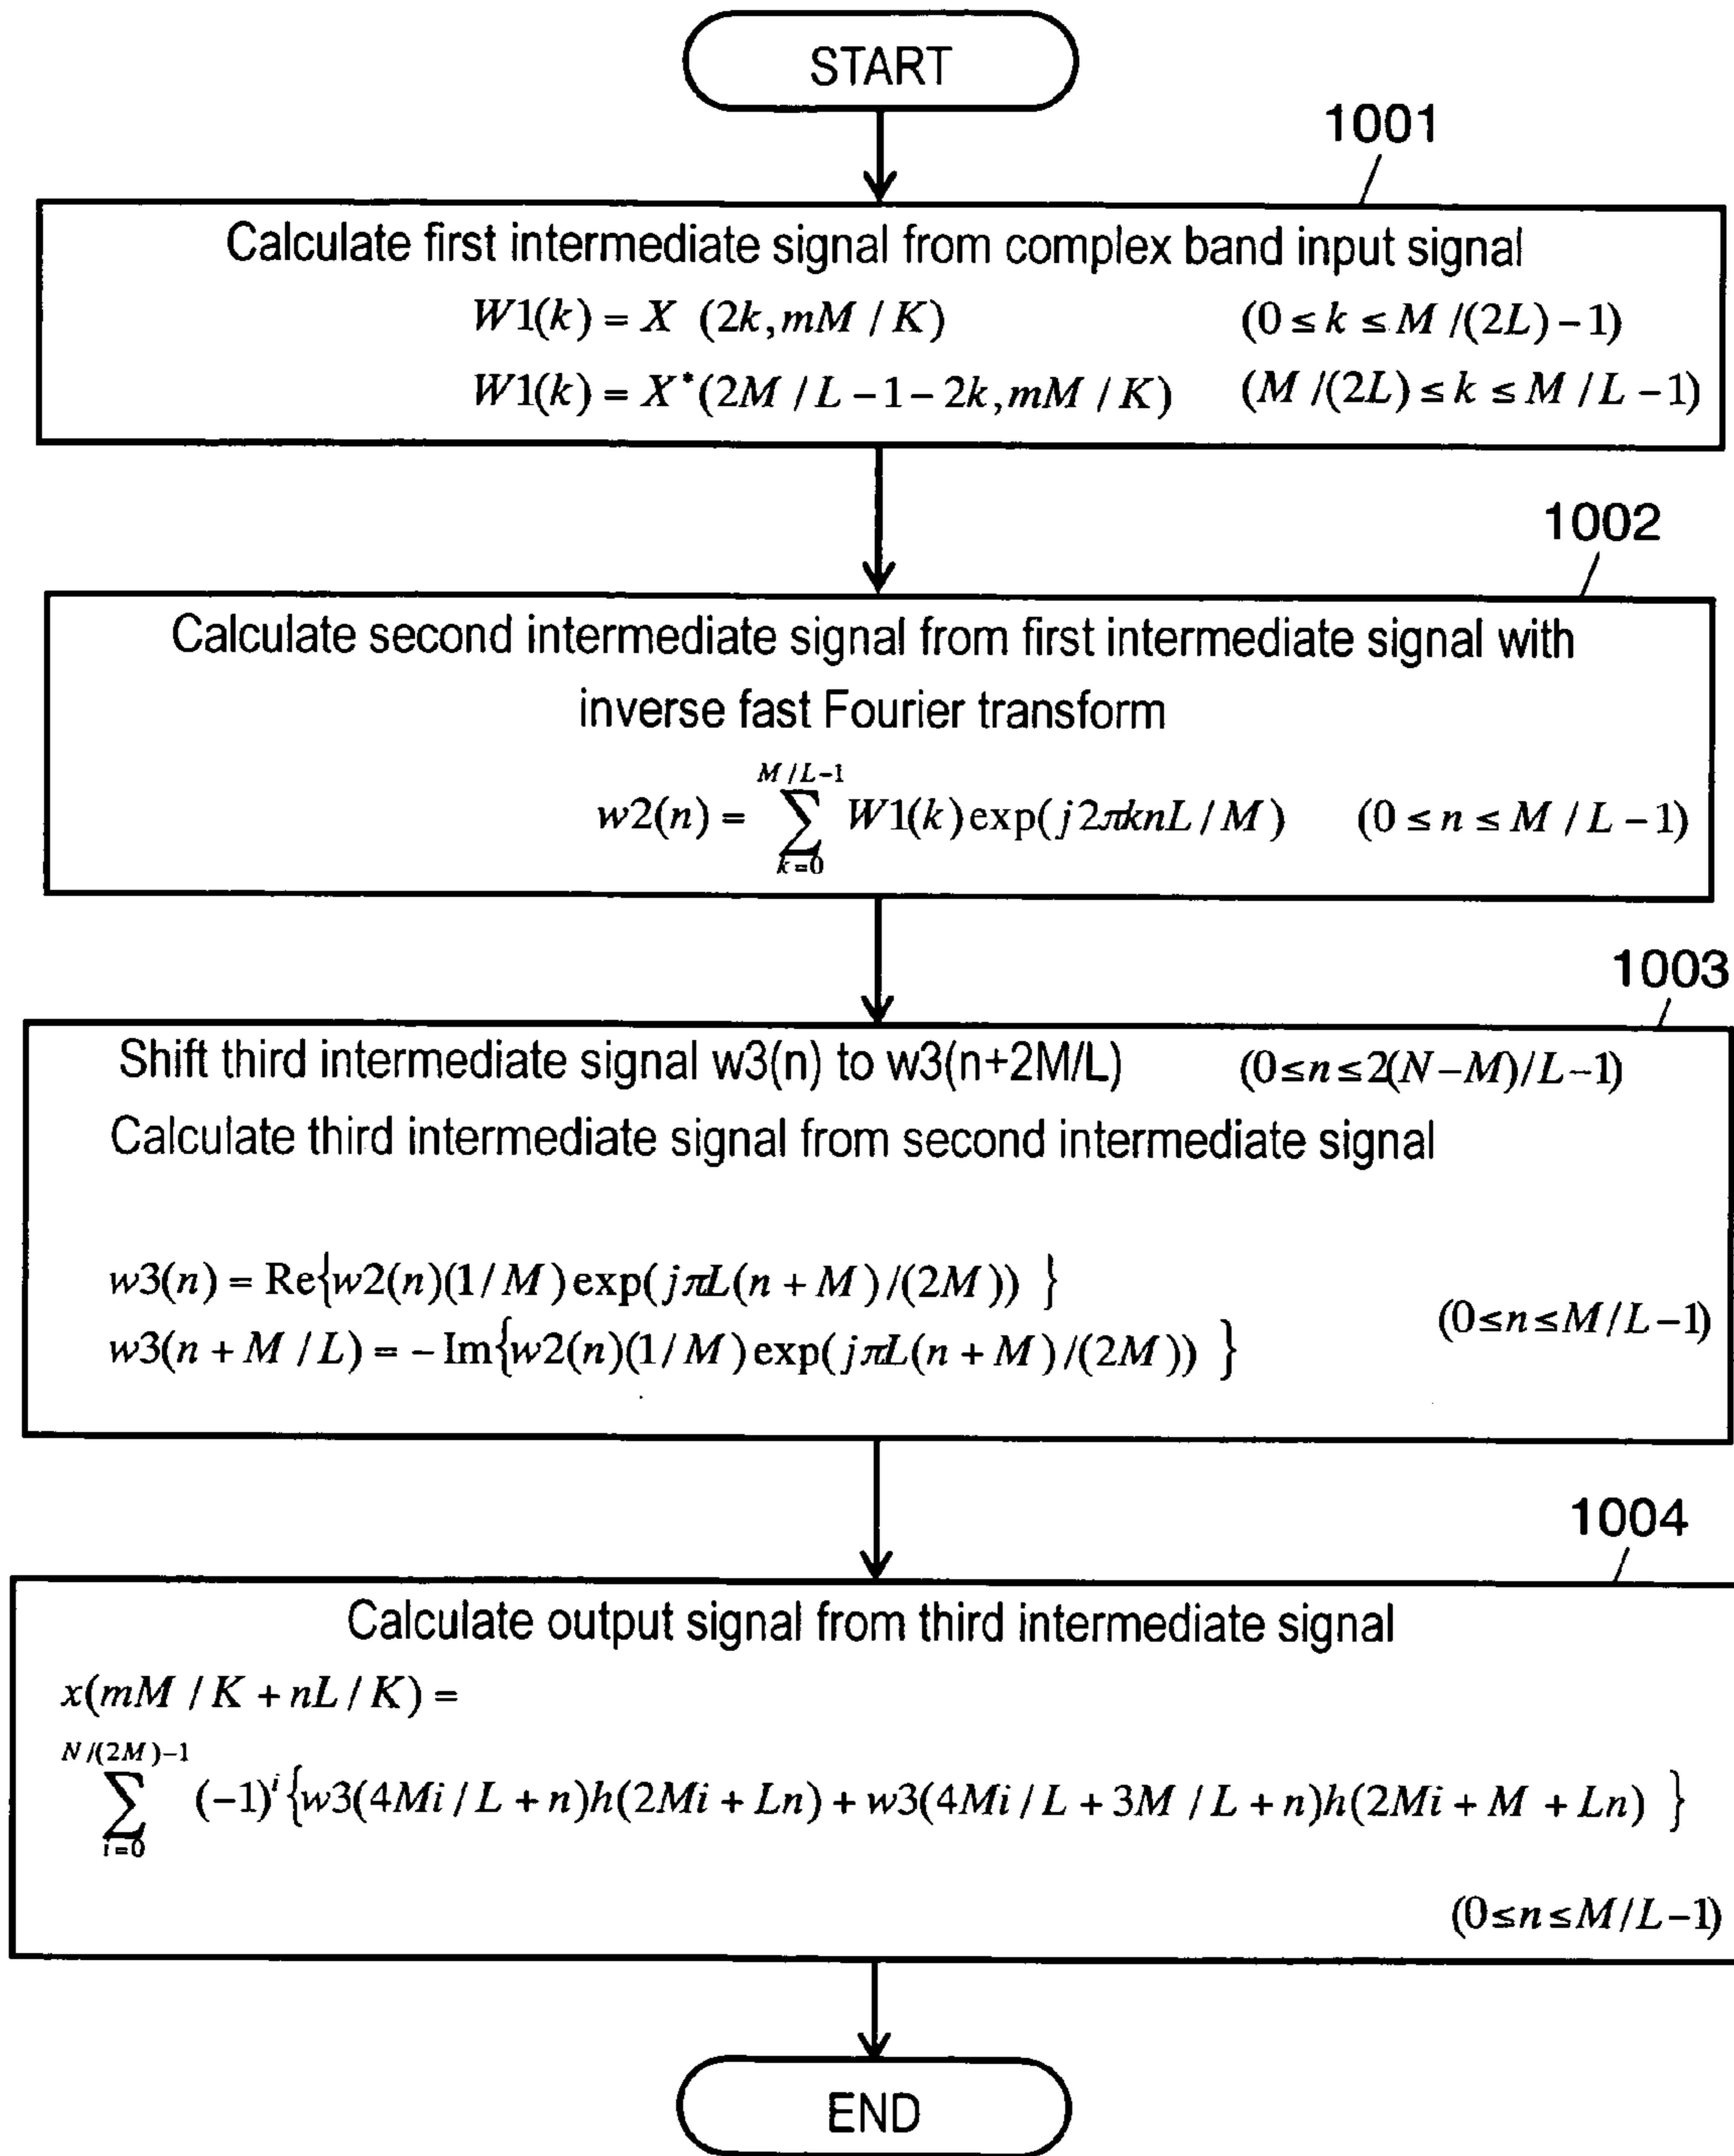 START
1001
Calculate first intermediate signal from complex band input signal
W1(k) = X (2k, mM / K) (0 ≤ k ≤ M /(2L) − 1)
W1(k) = X*(2M / L − 1 − 2k, mM / K) (M /(2L) ≤ k ≤ M / L − 1)
1002
Calculate second intermediate signal from first intermediate signal with
inverse fast Fourier transform
w2(n) = ∑_{k=0}^{M/L−1} W1(k) exp(j2πknL / M) (0 ≤ n ≤ M / L − 1)
1003
Shift third intermediate signal w3(n) to w3(n+2M/L) (0≤n≤2(N−M)/L−1)
Calculate third intermediate signal from second intermediate signal
w3(n) = Re{w2(n)(1/M) exp(jπL(n + M)/(2M)) }
w3(n + M / L) = − Im{w2(n)(1/M) exp(jπL(n + M)/(2M)) } (0≤n≤M/L−1)
1004
Calculate output signal from third intermediate signal
x(mM / K + nL / K) =
∑_{i=0}^{N/(2M)−1} (−1)^i {w3(4Mi / L + n)h(2Mi + Ln) + w3(4Mi / L + 3M / L + n)h(2Mi + M + Ln) }
(0≤n≤M/L−1)
END